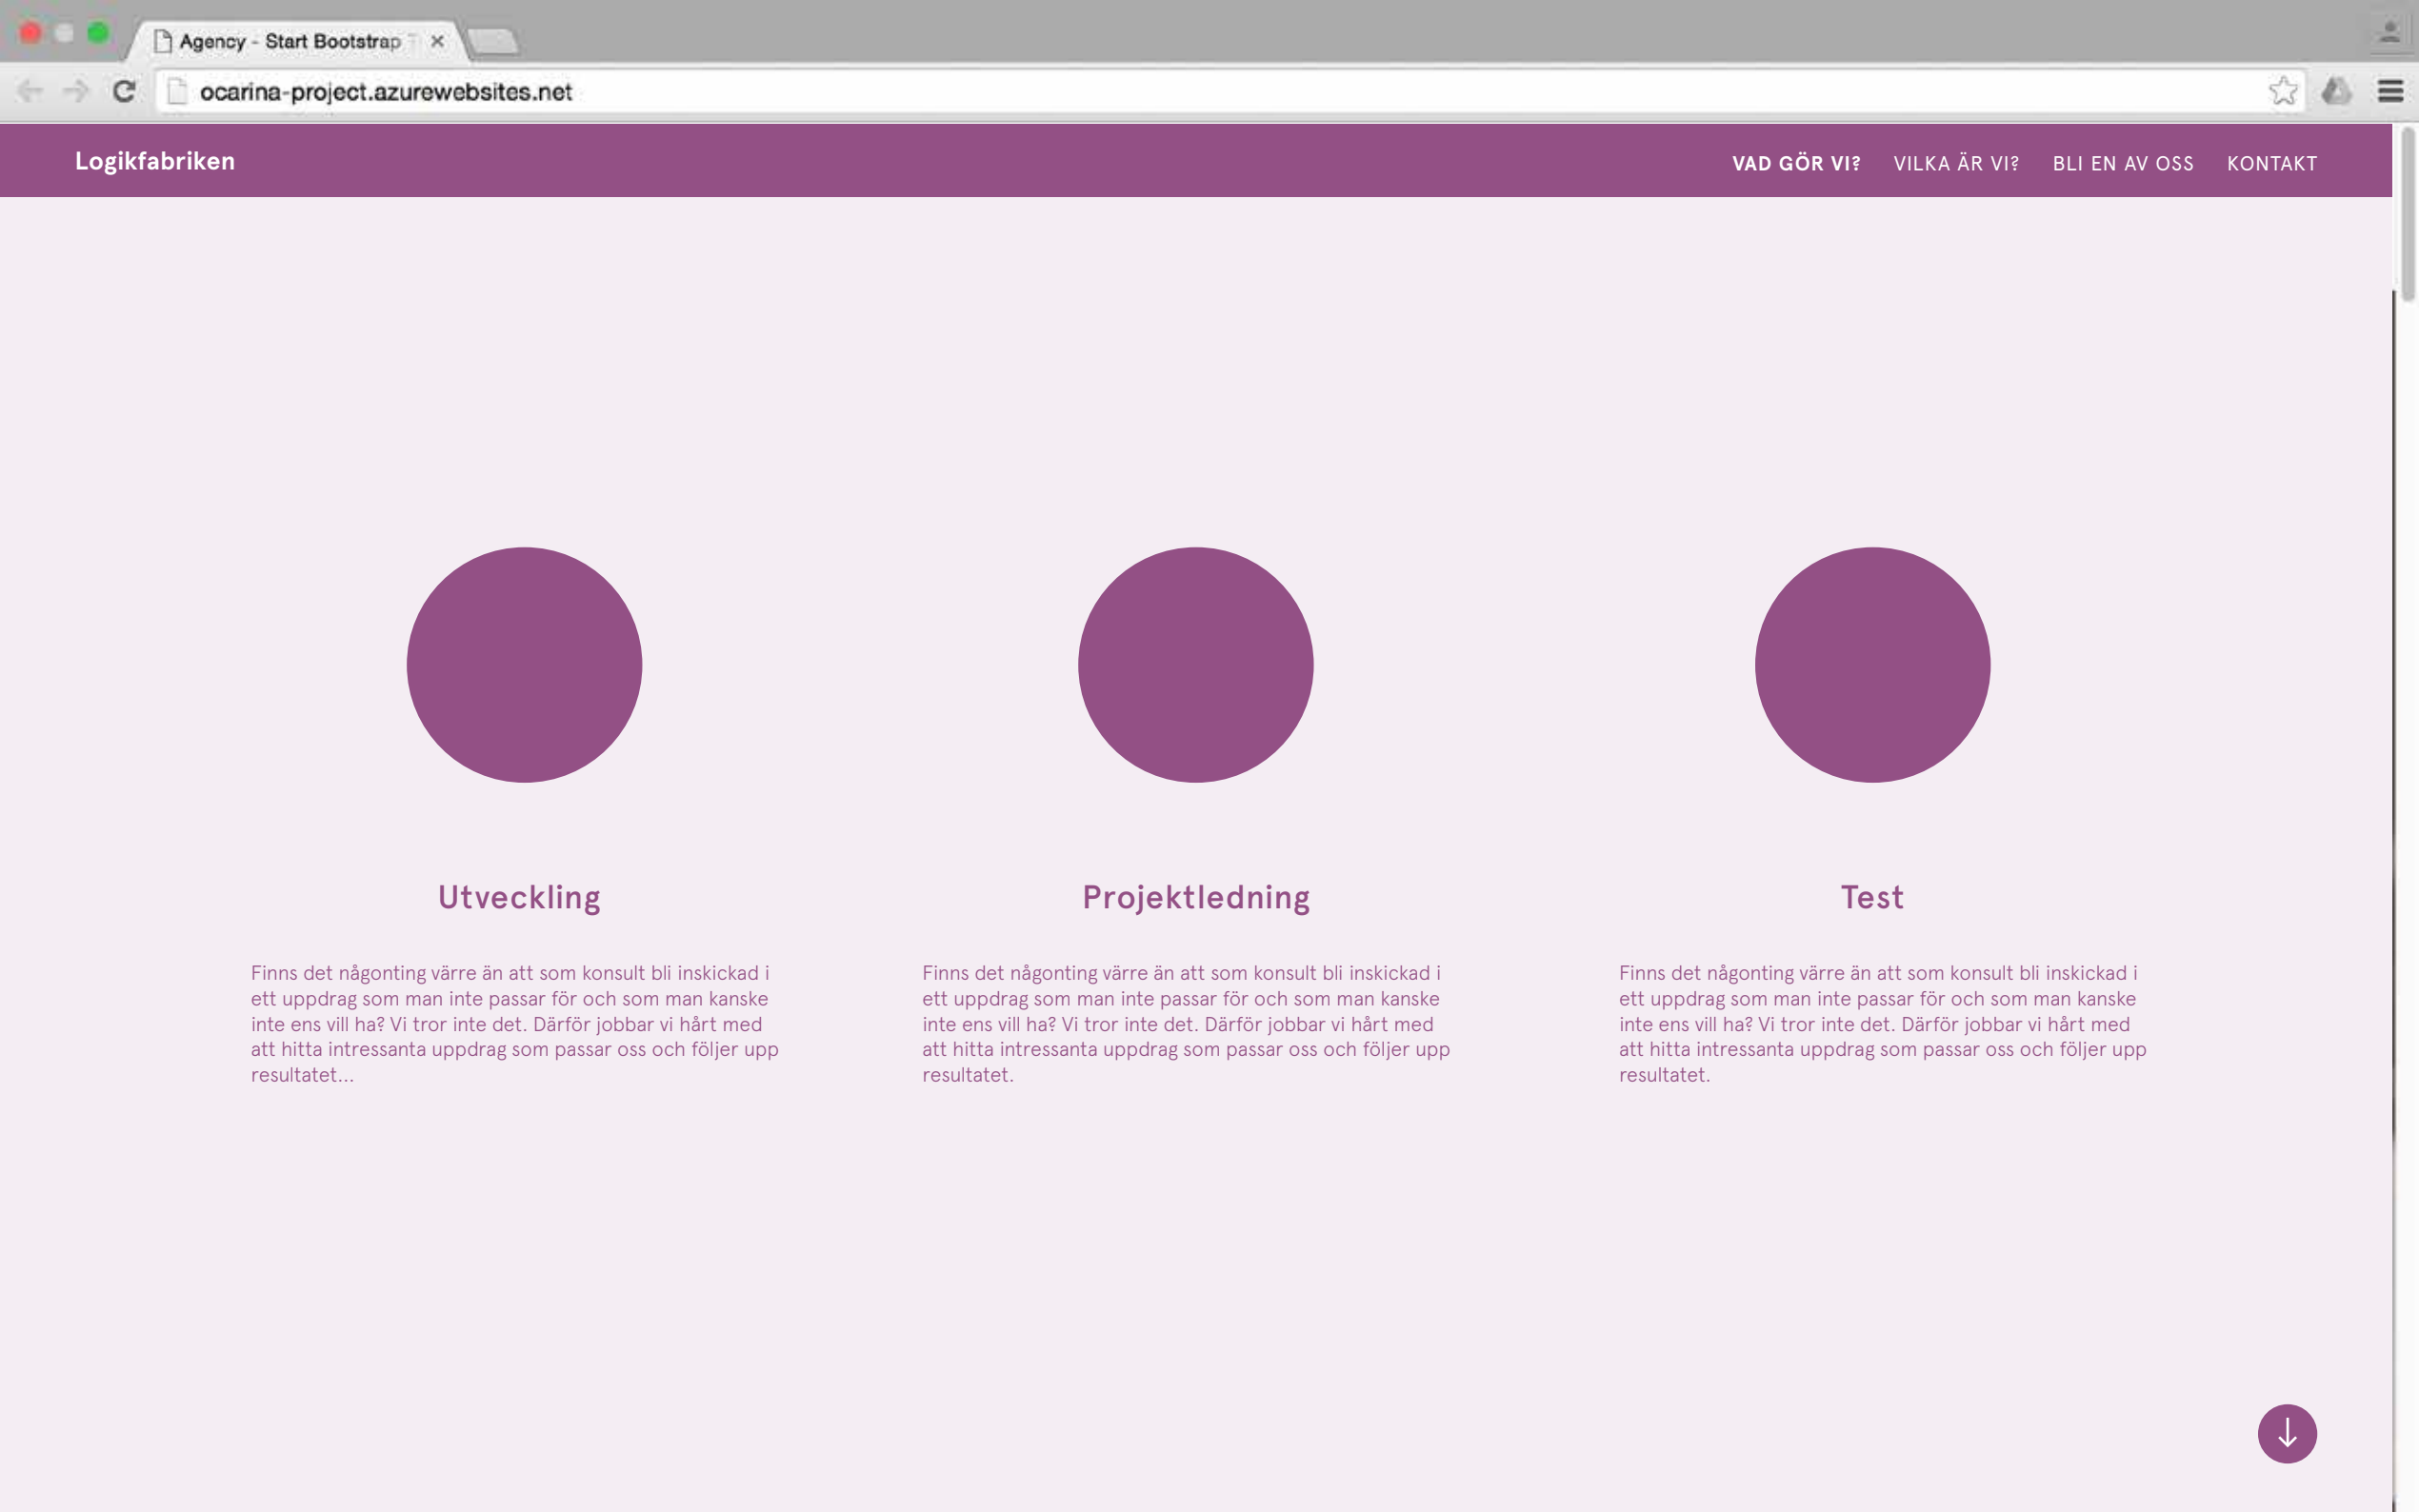 Agency - Start Bootstrap
ocarina-project.azurewebsites.net
Logikfabriken
VAD GÖR VI? VILKA ÄR VI? BLI EN AV OSS KONTAKT
Utveckling
Finns det någonting värre än att som konsult bli inskickad i
ett uppdrag som man inte passar för och som man kanske
inte ens vill ha? Vi tror inte det. Därför jobbar vi hårt med
att hitta intressanta uppdrag som passar oss och följer upp
resultatet...
Projektledning
Finns det någonting värre än att som konsult bli inskickad i
ett uppdrag som man inte passar för och som man kanske
inte ens vill ha? Vi tror inte det. Därför jobbar vi hårt med
att hitta intressanta uppdrag som passar oss och följer upp
resultatet.
Test
Finns det någonting värre än att som konsult bli inskickad i
ett uppdrag som man inte passar för och som man kanske
inte ens vill ha? Vi tror inte det. Därför jobbar vi hårt med
att hitta intressanta uppdrag som passar oss och följer upp
resultatet.